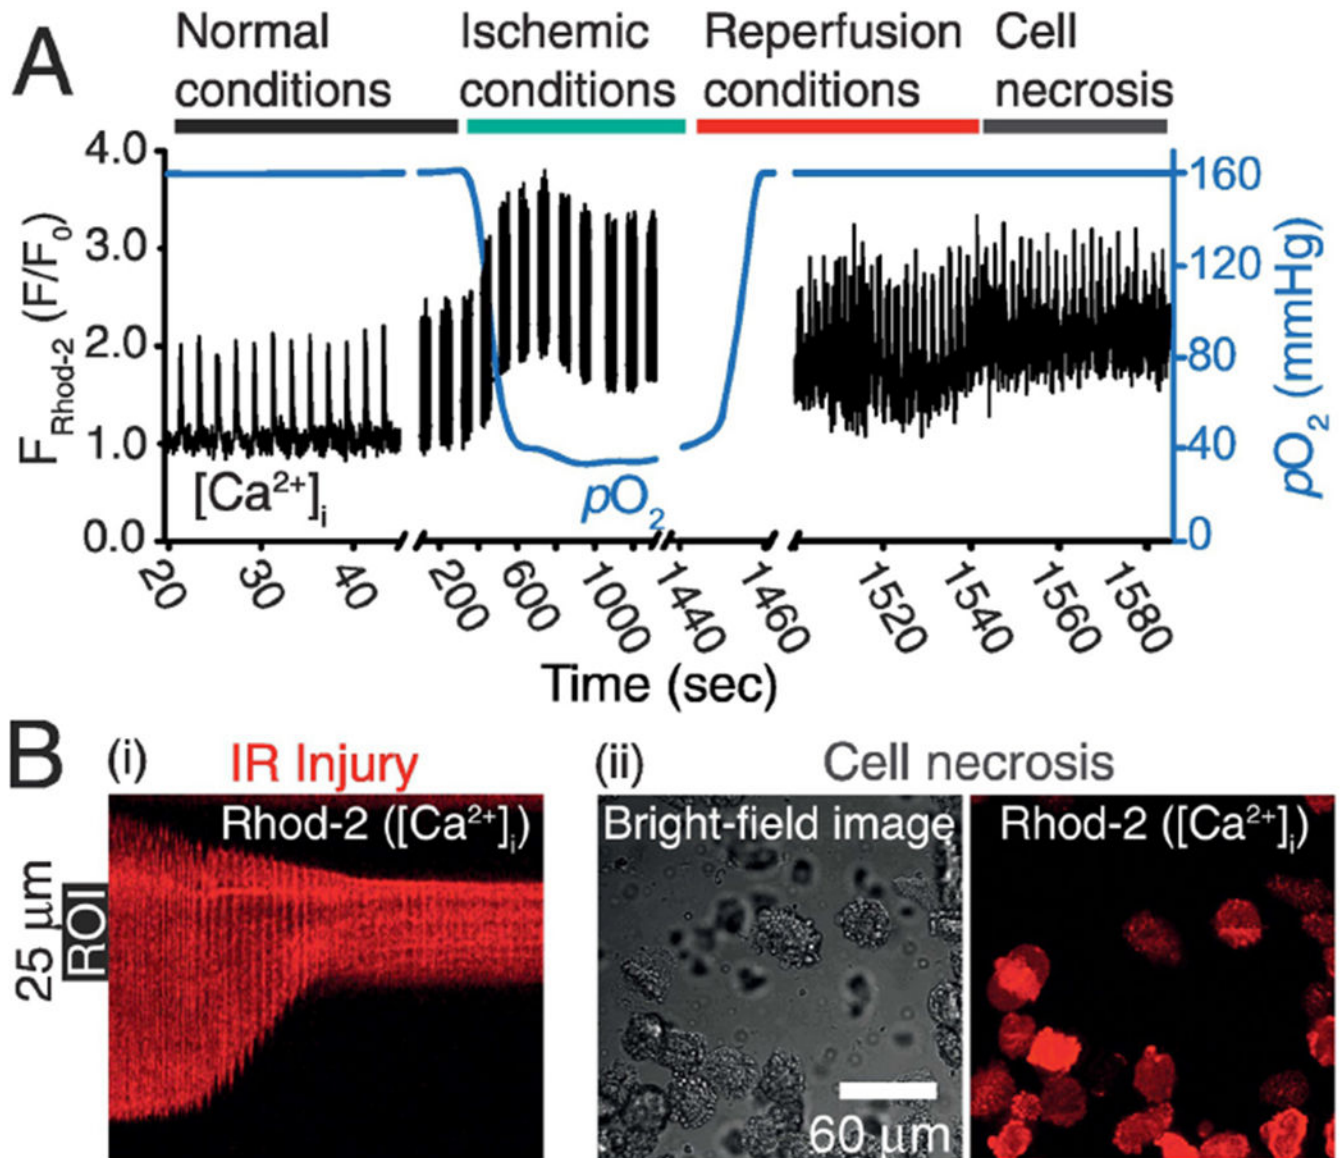 A
Normal conditions
Ischemic conditions
Reperfusion conditions
Cell necrosis
F_Rhod-2 (F/F_0)
4.0
3.0
2.0
1.0
0.0
[Ca²⁺]ᵢ
pO₂
160
120
80
40
0
pO₂ (mmHg)
20
30
40
200
600
1000
1440
1460
1520
1540
1560
1580
Time (sec)
B
(i)
IR Injury
Rhod-2 ([Ca²⁺]ᵢ)
25 µm
ROI
(ii)
Cell necrosis
Bright-field image
60 µm
Rhod-2 ([Ca²⁺]ᵢ)